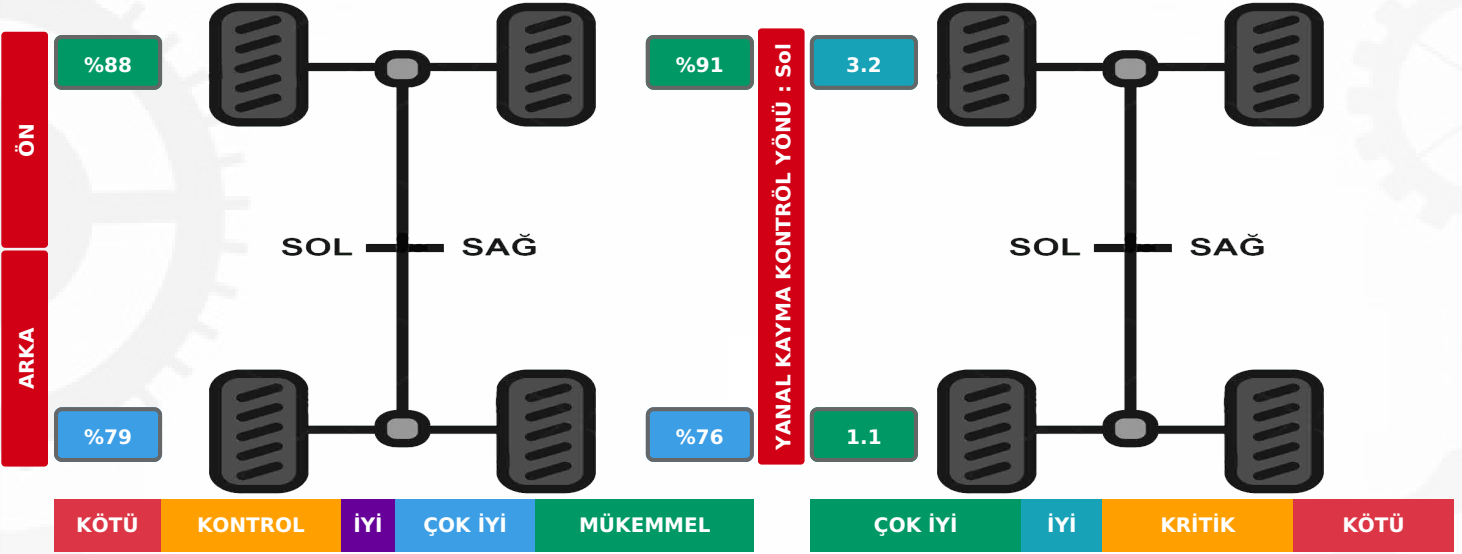 ÖN
%88
%91
YANAL KAYMA KONTRÖL YÖNÜ : Sol
3.2
SOL
SAĞ
SOL
SAĞ
ARKA
%79
%76
1.1
KÖTÜ
KONTROL
İYİ
ÇOK İYİ
MÜKEMMEL
ÇOK İYİ
İYİ
KRİTİK
KÖTÜ